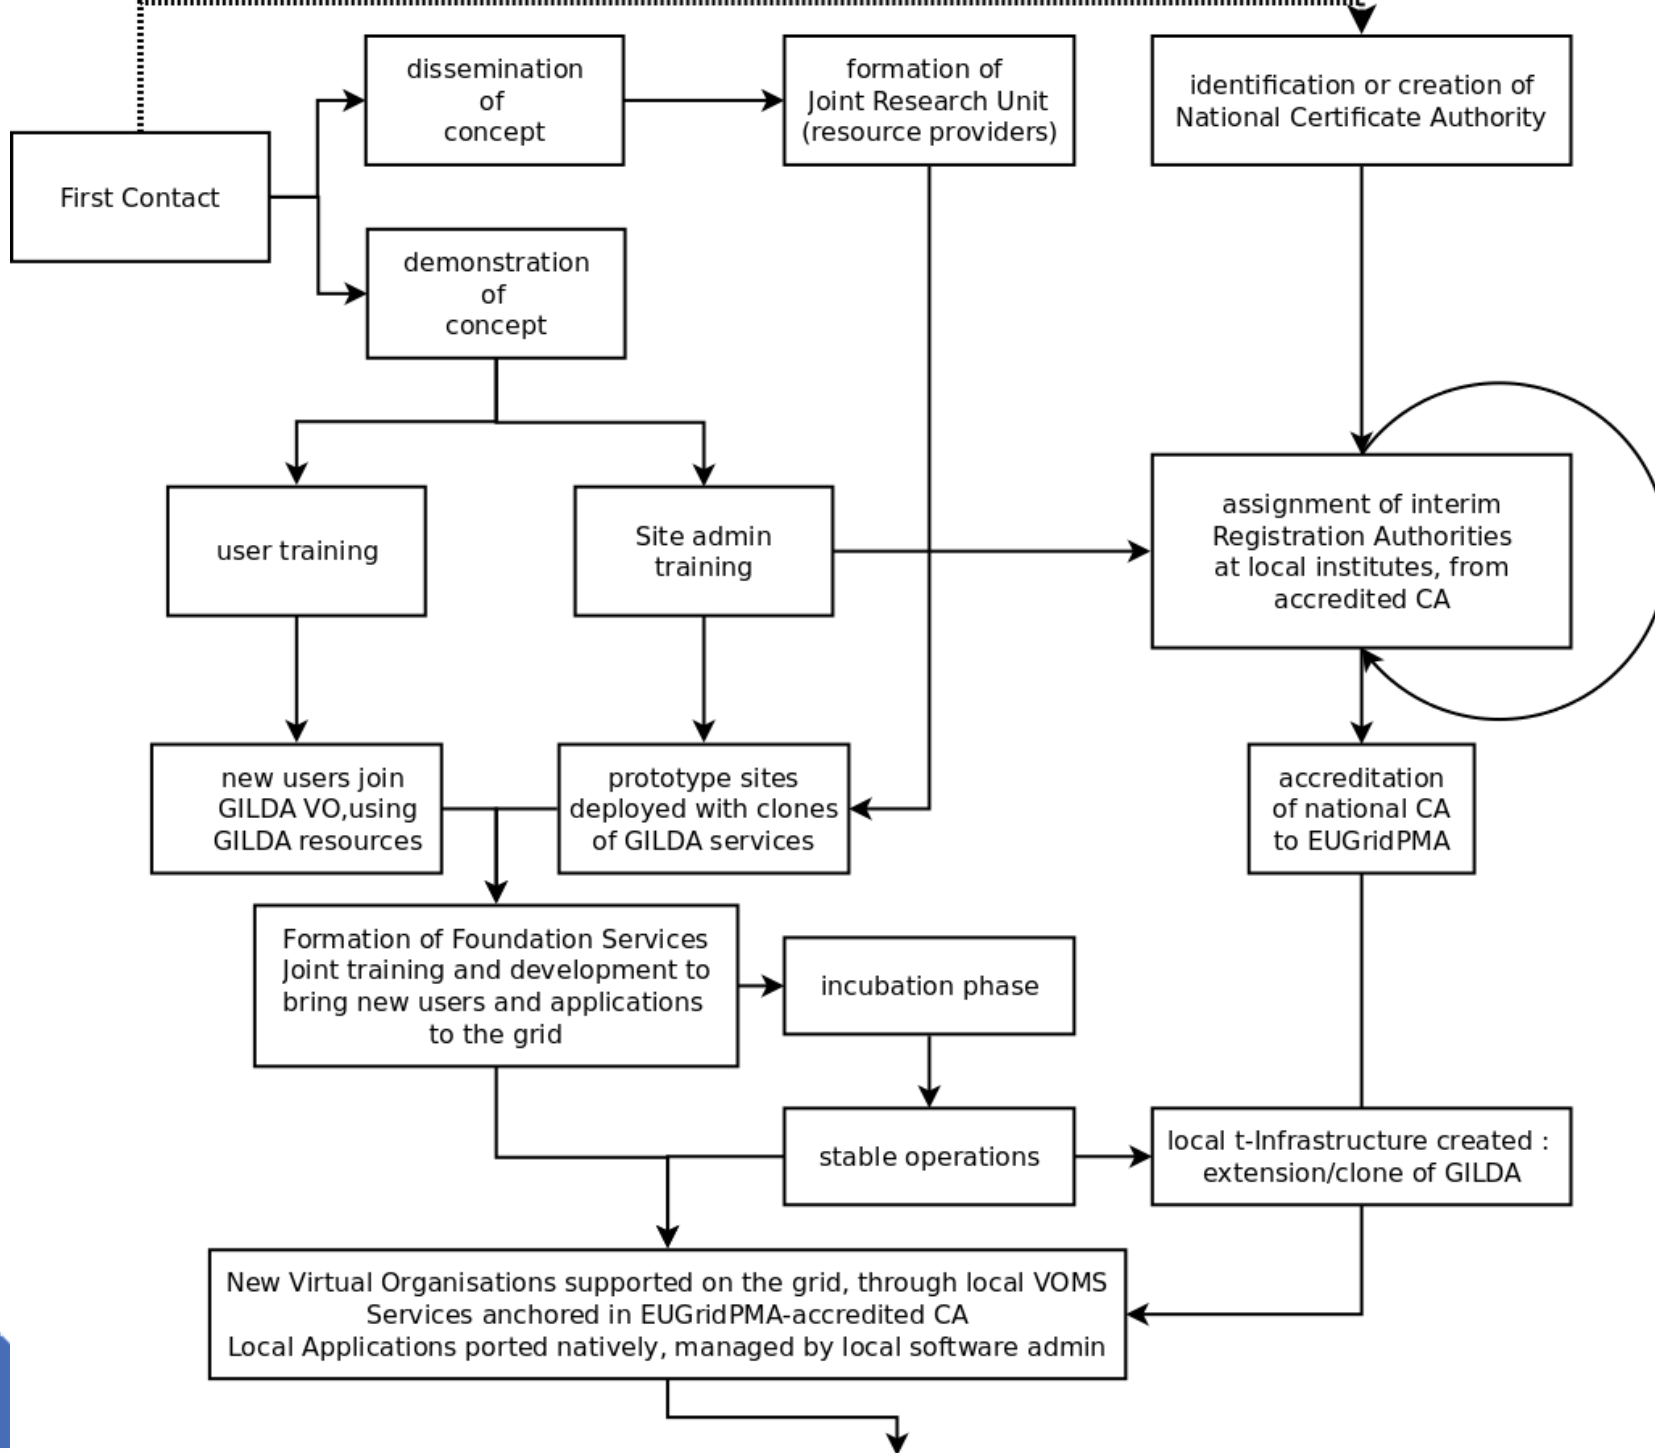 dissemination
of
concept
formation of
Joint Research Unit
(resource providers)
identification or creation of
National Certificate Authority
First Contact
demonstration
of
concept
user training
Site admin
training
assignment of interim
Registration Authorities
at local institutes, from
accredited CA
new users join
GILDA VO,using
GILDA resources
prototype sites
deployed with clones
of GILDA services
accreditation
of national CA
to EUGridPMA
Formation of Foundation Services
Joint training and development to
bring new users and applications
to the grid
incubation phase
stable operations
local t-Infrastructure created :
extension/clone of GILDA
New Virtual Organisations supported on the grid, through local VOMS
Services anchored in EUGridPMA-accredited CA
Local Applications ported natively, managed by local software admin